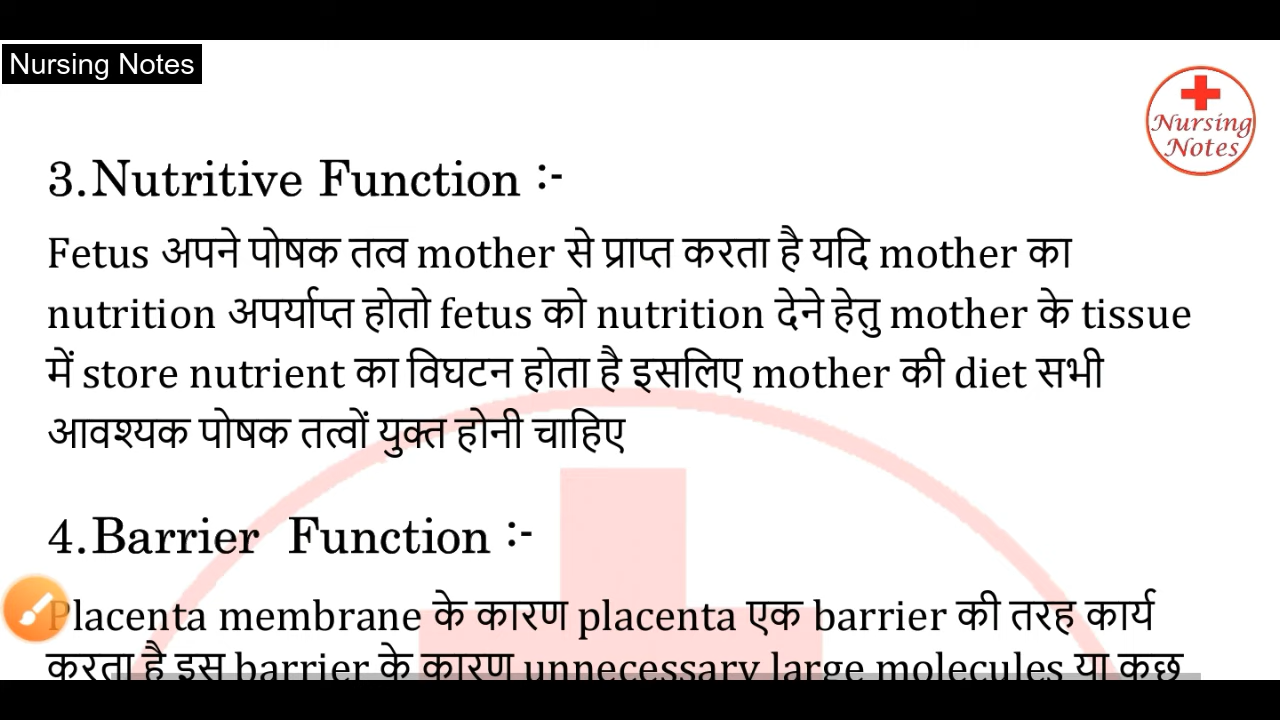 Nursing Notes
Nursing
Notes
3.Nutritive Function :-
Fetus अपने पोषक तत्व mother से प्राप्त करता है यदि mother का
nutrition अपर्याप्त होतो fetus को nutrition देने हेतु mother के tissue
में store nutrient का विघटन होता है इसलिए mother की diet सभी
आवश्यक पोषक तत्वों युक्त होनी चाहिए
4.Barrier Function :-
Placenta membrane के कारण placenta एक barrier की तरह कार्य
करता है इस barrier के कारण unnecessary large molecules या कुछ